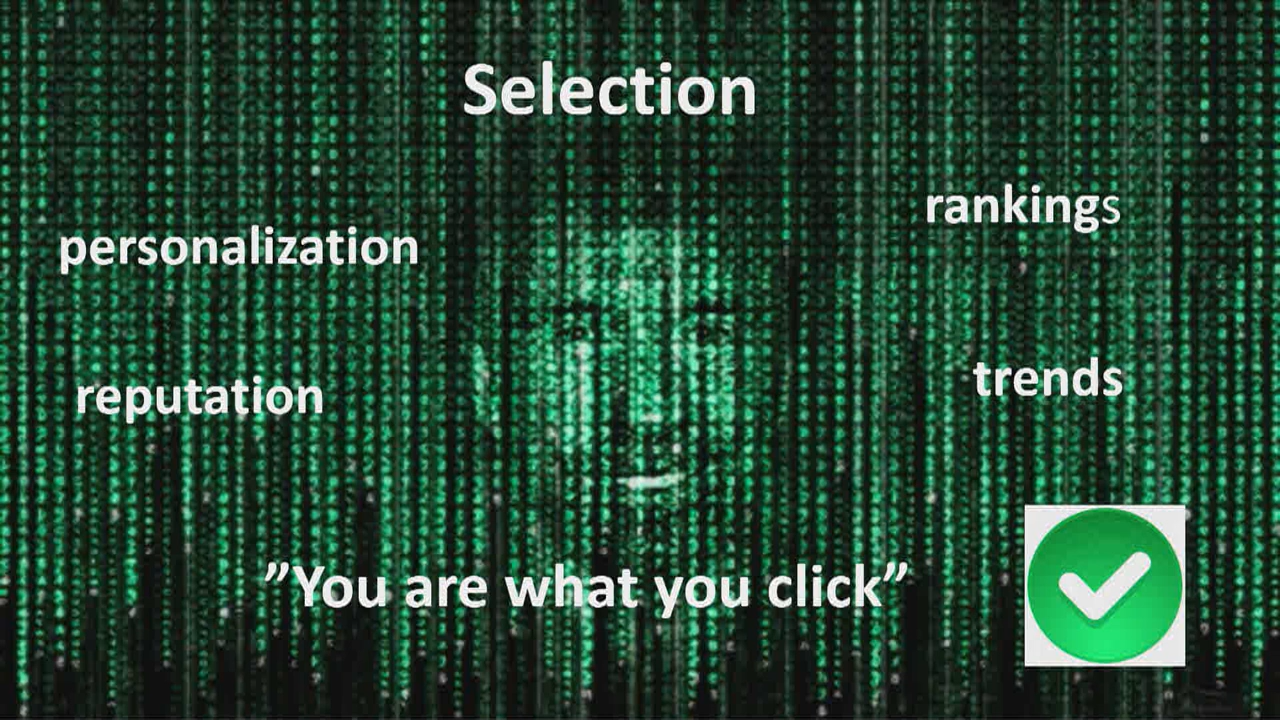 Selection
rankings
personalization
trends
reputation
”You are what you click”